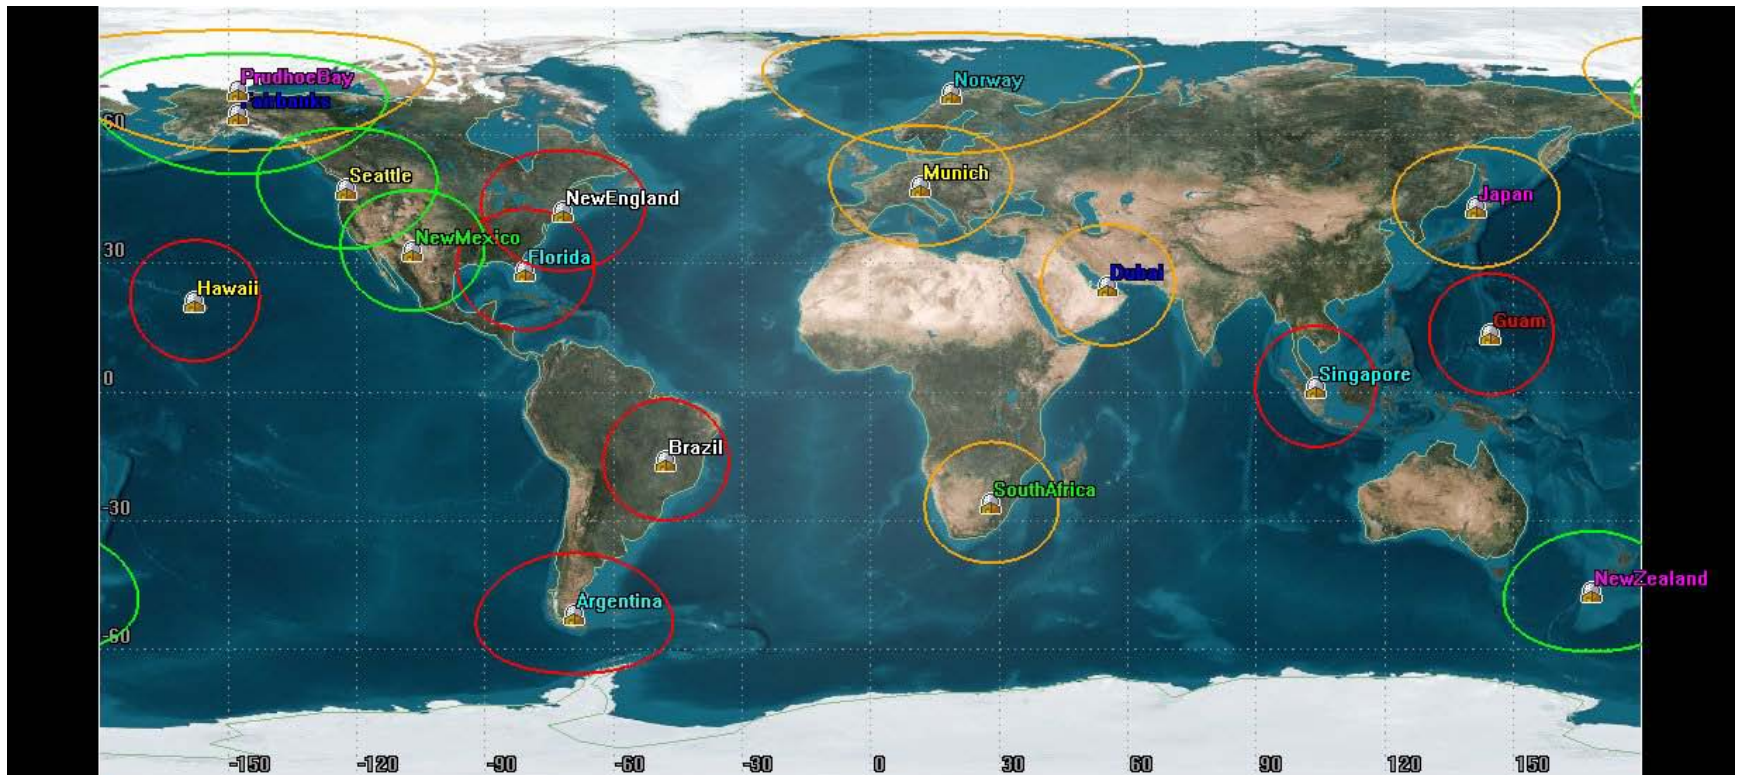 PrudhoeBay
Norway
Fairbanks
60
Seattle
Munich
NewEngland
Japan
NewMexico
30
Florida
Dubai
Hawaii
Guam
0
Singapore
Brazil
SouthAfrica
-30
NewZealand
Argentina
-60
-150 -120 -90 -60 -30 0 30 60 90 120 150